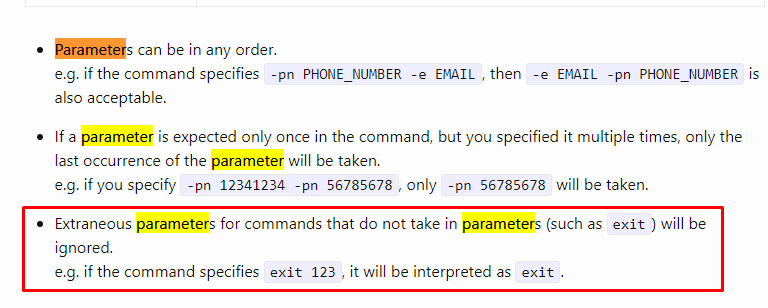 Parameters can be in any order.
e.g. if the command specifies -pn PHONE_NUMBER -e EMAIL, then -e EMAIL -pn PHONE_NUMBER is
also acceptable.
If a parameter is expected only once in the command, but you specified it multiple times, only the
last occurrence of the parameter will be taken.
e.g. if you specify -pn 12341234 -pn 56785678, only -pn 56785678 will be taken.
Extraneous parameters for commands that do not take in parameters (such as exit) will be
ignored.
e.g. if the command specifies exit 123, it will be interpreted as exit.